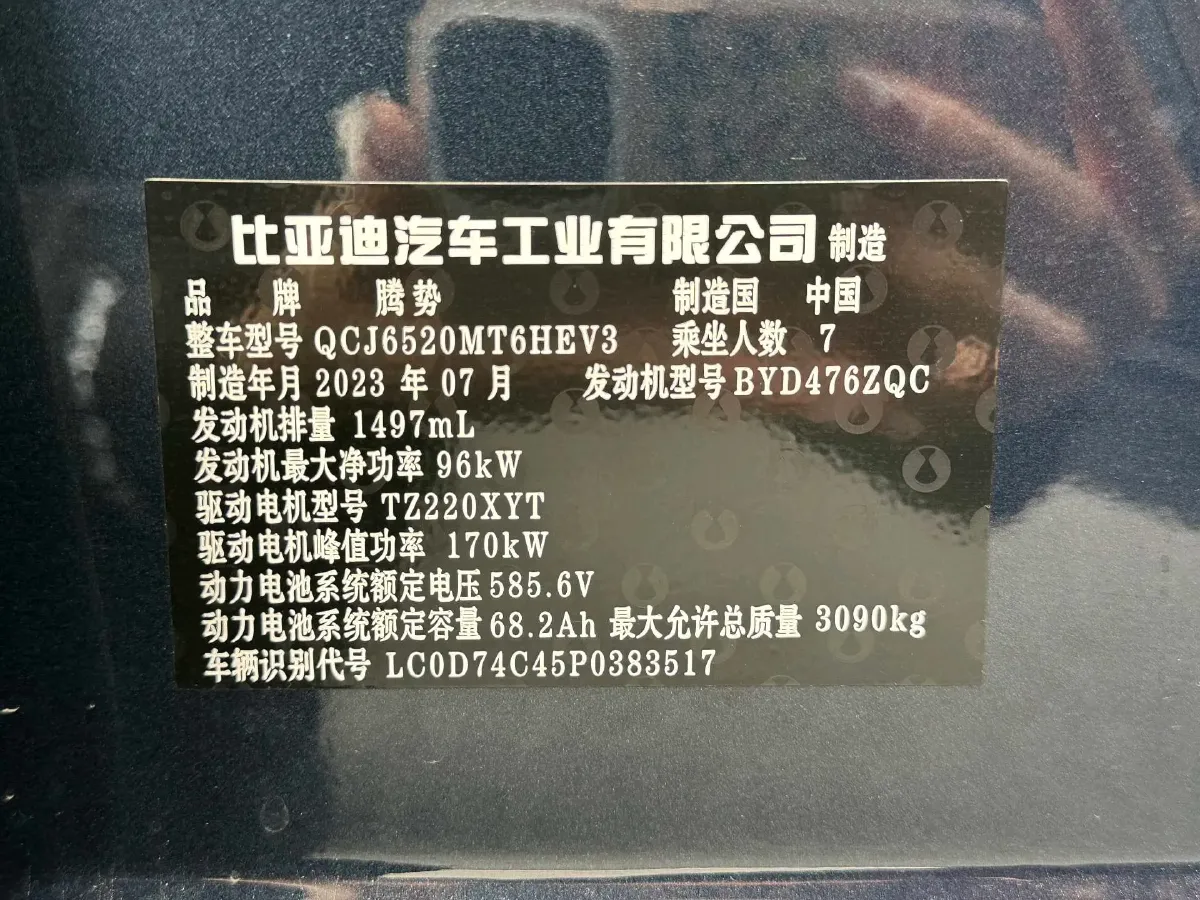 比亚迪汽车工业有限公司 制造
品 牌 腾势 制造国 中国
整车型号 QCJ6520MT6HEV3 乘坐人数 7
制造年月 2023 年 07 月 发动机型号 BYD476ZQC
发动机排量 1497mL
发动机最大净功率 96kW
驱动电机型号 TZ220XYT
驱动电机峰值功率 170kW
动力电池系统额定电压 585.6V
动力电池系统额定容量 68.2Ah 最大允许总质量 3090kg
车辆识别代号 LC0D74C45P0383517